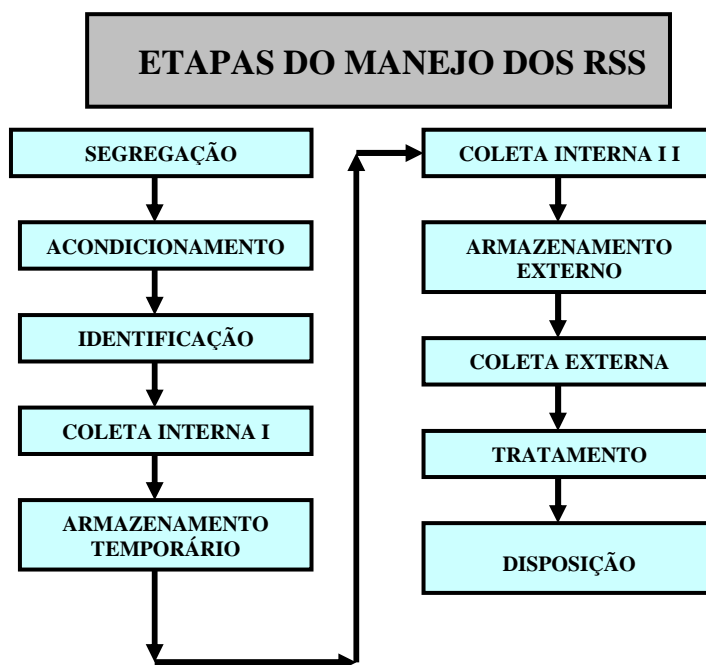 ETAPAS DO MANEJO DOS RSS
SEGREGAÇÃO
ACONDICIONAMENTO
IDENTIFICAÇÃO
COLETA INTERNA I
ARMAZENAMENTO
TEMPORÁRIO
COLETA INTERNA I I
ARMAZENAMENTO
EXTERNO
COLETA EXTERNA
TRATAMENTO
DISPOSIÇÃO